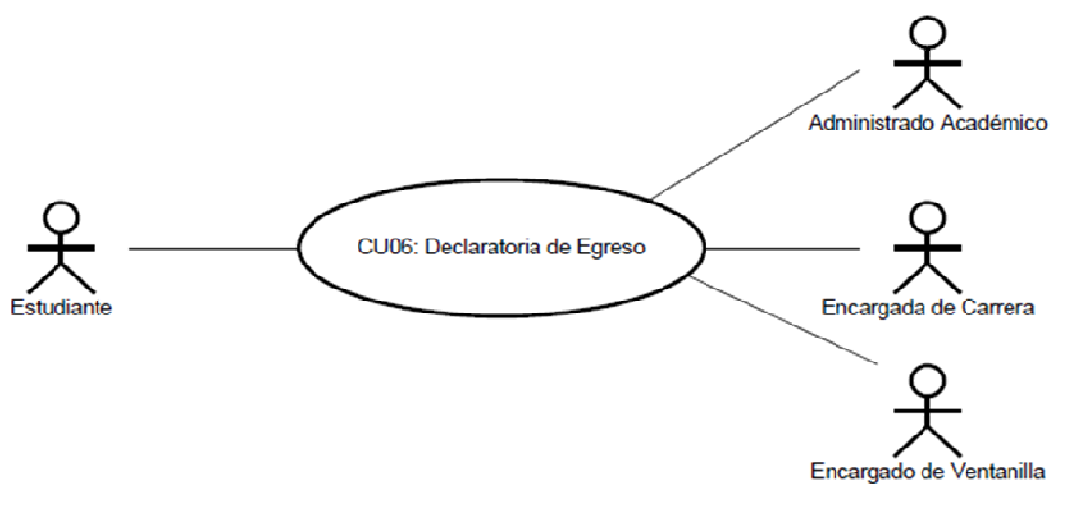 Administrado Académico
Estudiante
CU06: Declaratoria de Egreso
Encargada de Carrera
Encargado de Ventanilla